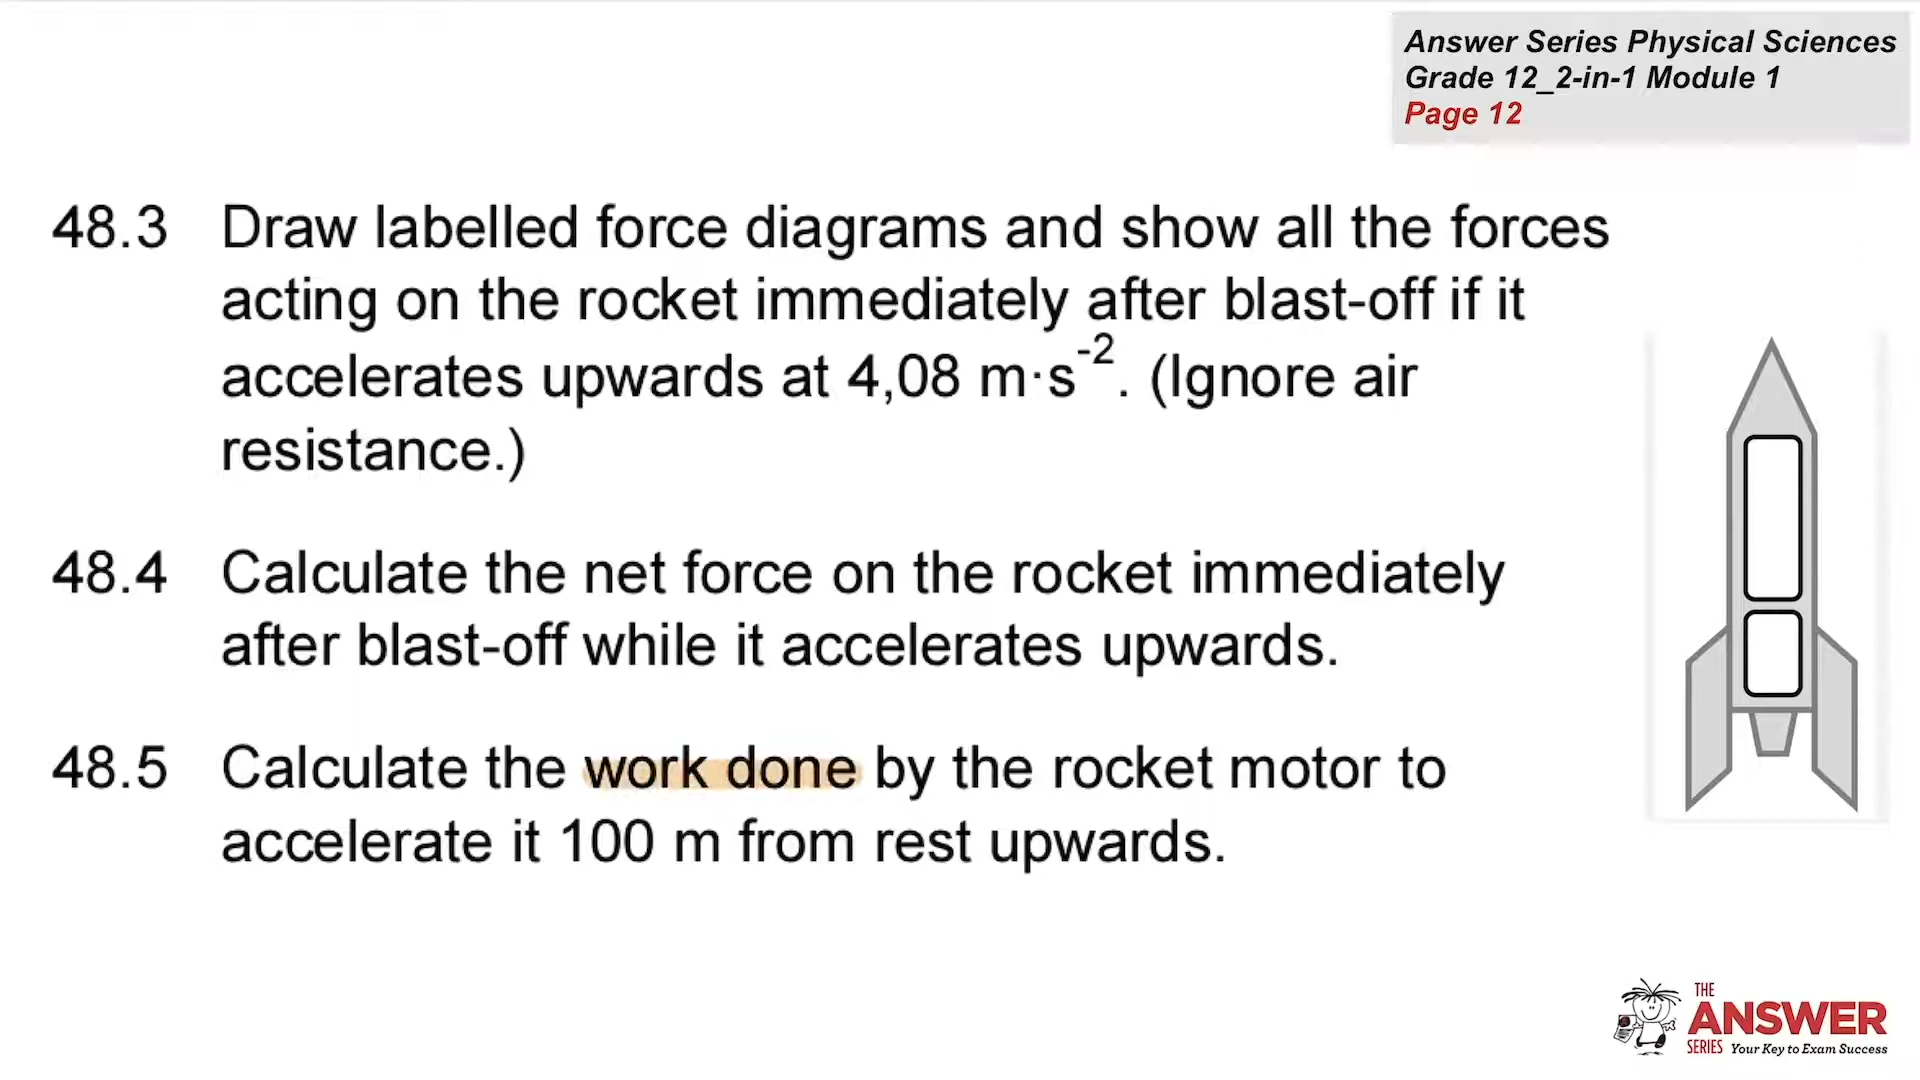 Answer Series Physical Sciences
Grade 12_2-in-1 Module 1
Page 12
48.3 Draw labelled force diagrams and show all the forces
acting on the rocket immediately after blast-off if it
accelerates upwards at 4,08 m·s⁻². (Ignore air
resistance.)
48.4 Calculate the net force on the rocket immediately
after blast-off while it accelerates upwards.
48.5 Calculate the work done by the rocket motor to
accelerate it 100 m from rest upwards.
THE
ANSWER
SERIES Your Key to Exam Success